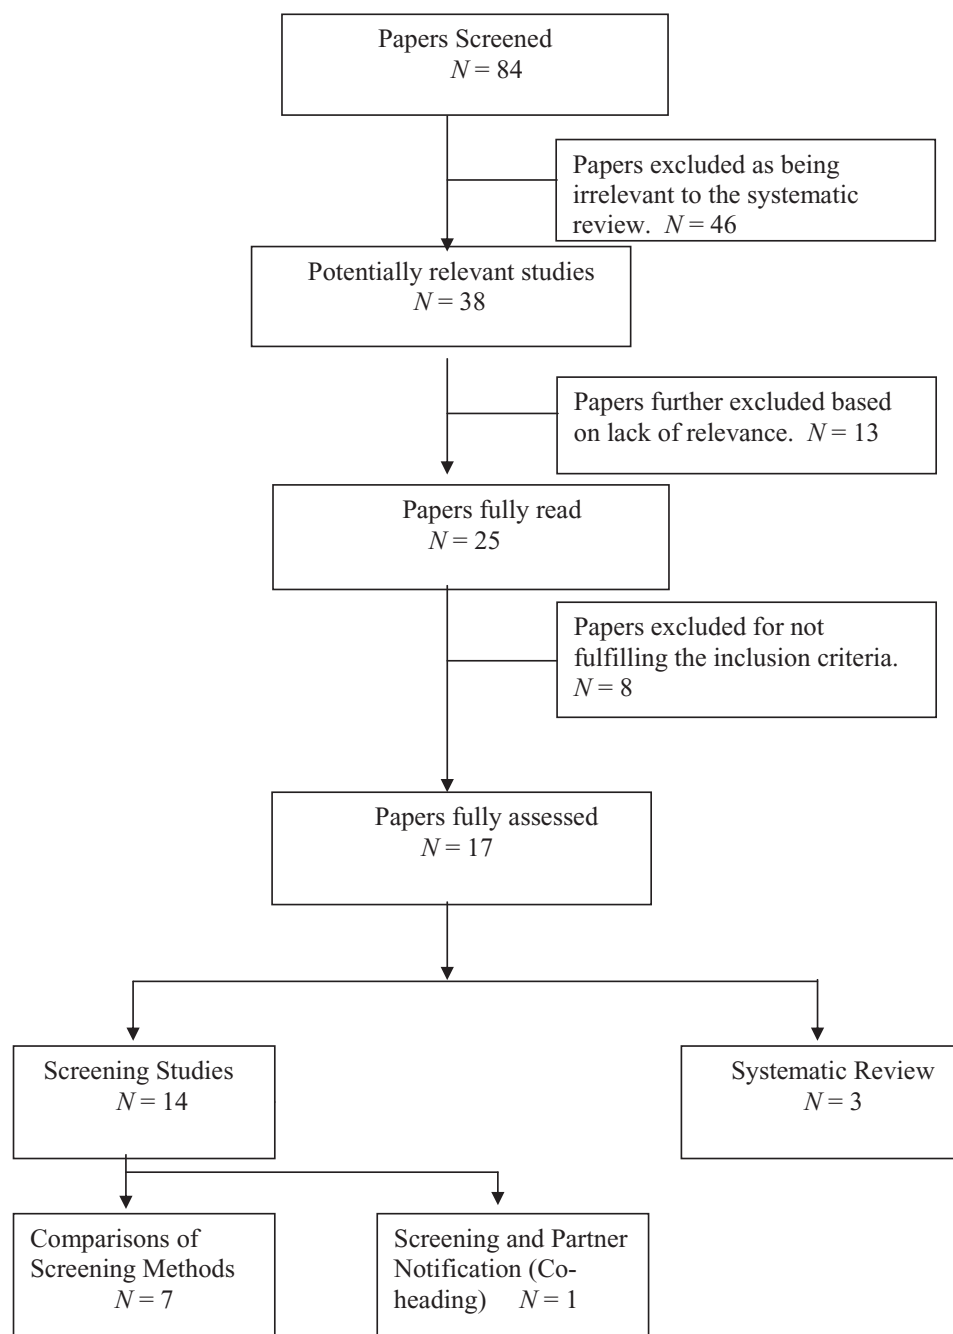 Papers Screened
N = 84
Papers excluded as being
irrelevant to the systematic
review. N = 46
Potentially relevant studies
N = 38
Papers further excluded based
on lack of relevance. N = 13
Papers fully read
N = 25
Papers excluded for not
fulfilling the inclusion criteria.
N = 8
Papers fully assessed
N = 17
Screening Studies
N = 14
Systematic Review
N = 3
Comparisons of
Screening Methods
N = 7
Screening and Partner
Notification (Co-
heading) N = 1